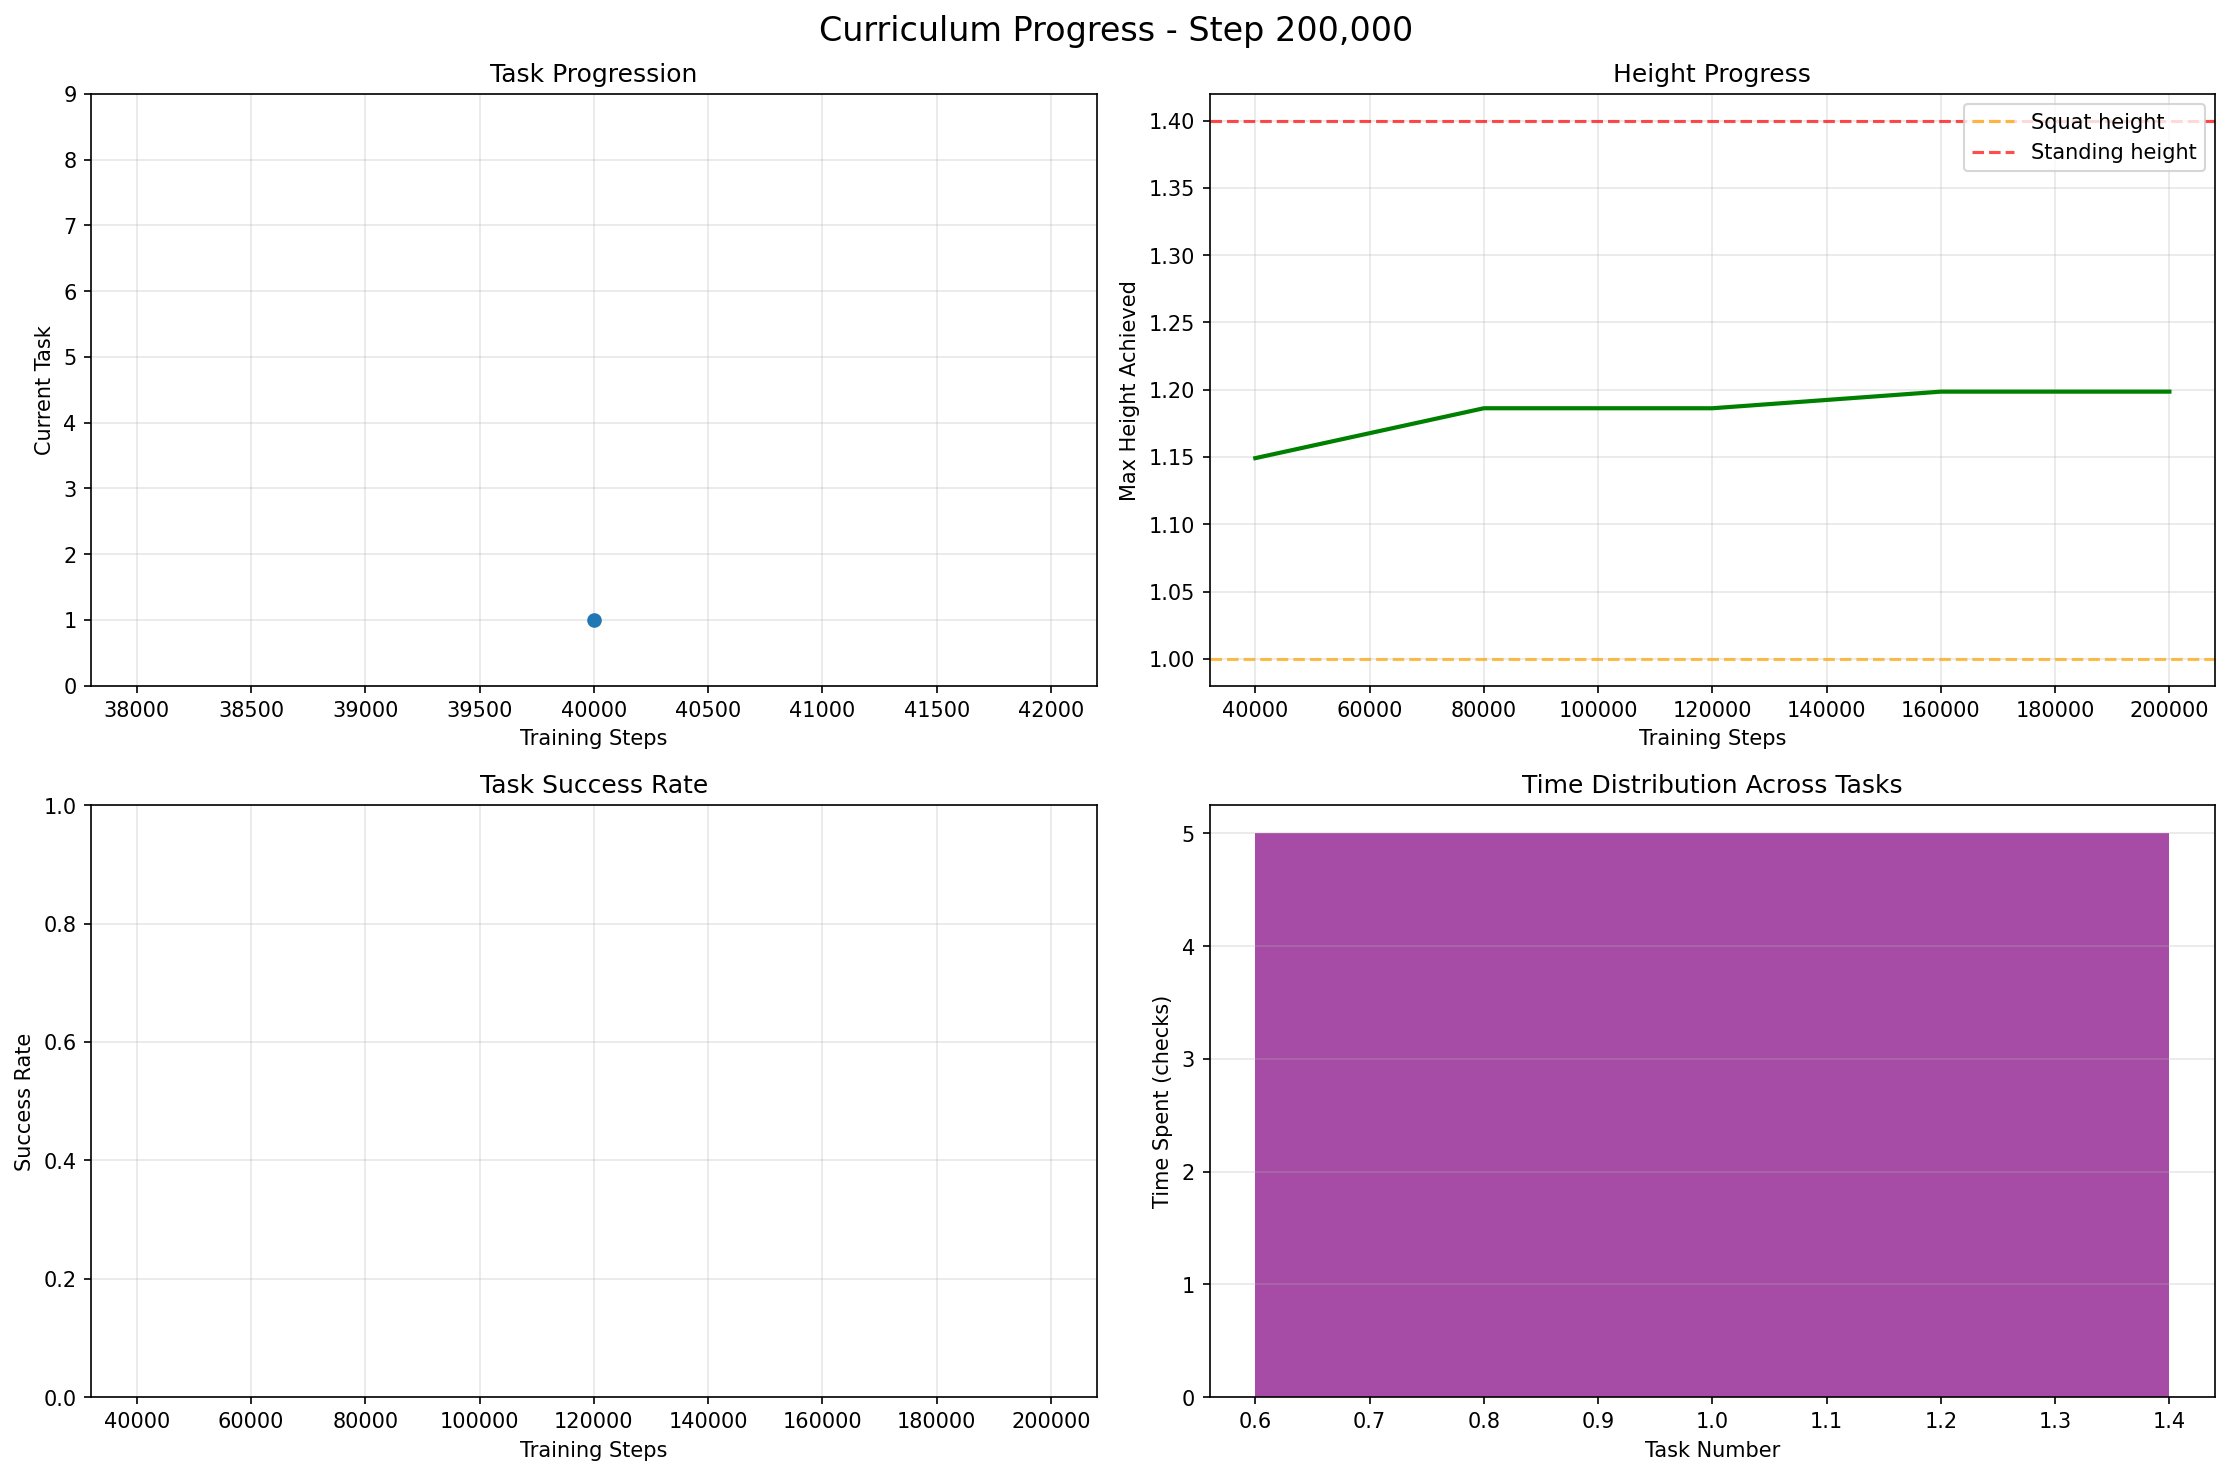 Curriculum Progress - Step 200,000
Task Progression
9
8
7
6
5
4
3
2
1
0
Current Task
38000 38500 39000 39500 40000 40500 41000 41500 42000
Training Steps
Height Progress
Squat height
Standing height
1.40
1.35
1.30
1.25
1.20
1.15
1.10
1.05
1.00
Max Height Achieved
40000 60000 80000 100000 120000 140000 160000 180000 200000
Training Steps
Task Success Rate
1.0
0.8
0.6
0.4
0.2
0.0
Success Rate
40000 60000 80000 100000 120000 140000 160000 180000 200000
Training Steps
Time Distribution Across Tasks
5
4
3
2
1
0
Time Spent (checks)
0.6 0.7 0.8 0.9 1.0 1.1 1.2 1.3 1.4
Task Number